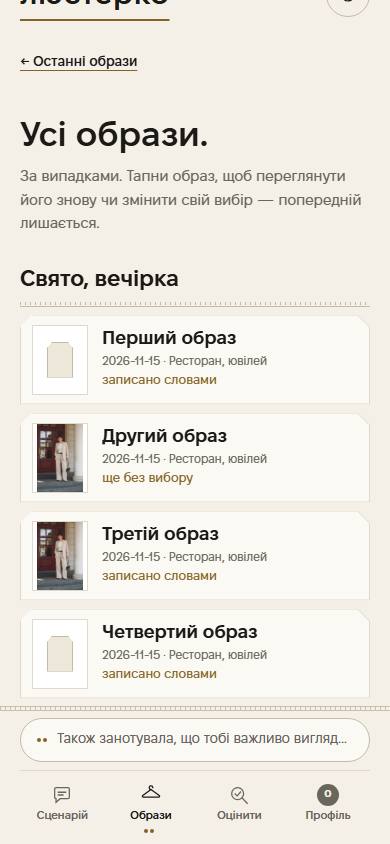 ← Останні образи
Усі образи.
За випадками. Тапни образ, щоб переглянути
його знову чи змінити свій вибір — попередній
лишається.
Свято, вечірка
Перший образ
2026-11-15 · Ресторан, ювілей
записано словами
Другий образ
2026-11-15 · Ресторан, ювілей
ще без вибору
Третій образ
2026-11-15 · Ресторан, ювілей
записано словами
Четвертий образ
2026-11-15 · Ресторан, ювілей
записано словами
Також занотувала, що тобі важливо вигляд...
Сценарій
Образи
Оцінити
О
Профіль